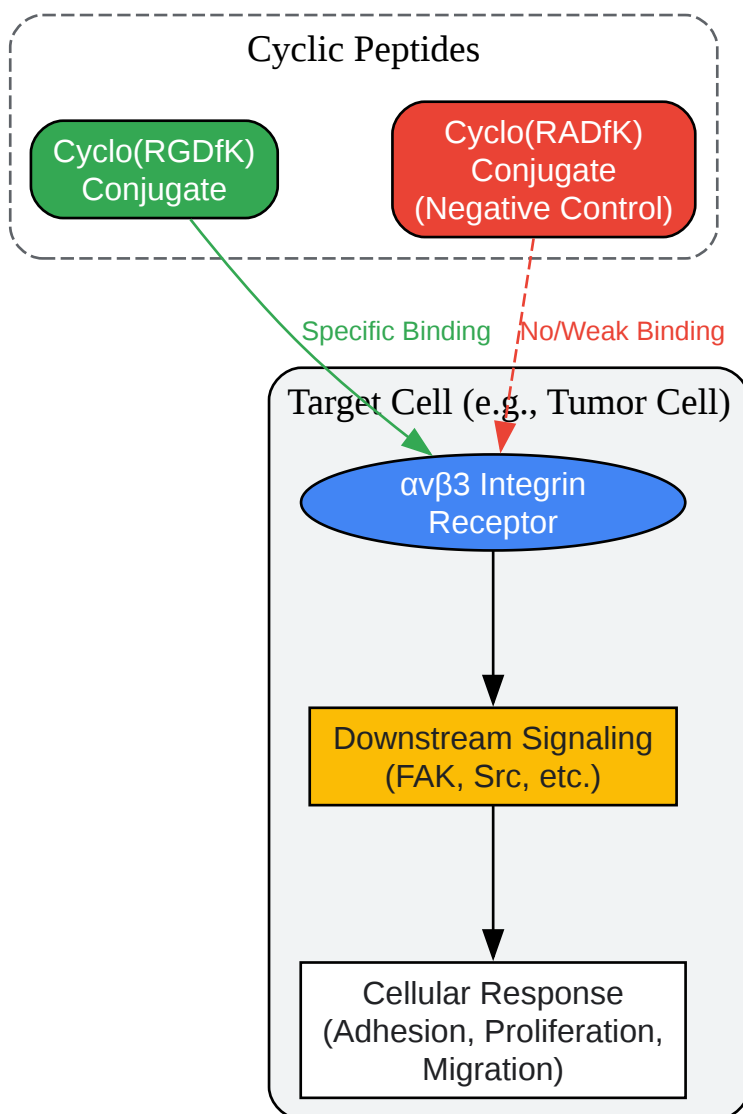 Cyclic Peptides
Cyclo(RGDfK)
Conjugate
Cyclo(RADfK)
Conjugate
(Negative Control)
Specific Binding
No/Weak Binding
Target Cell (e.g., Tumor Cell)
αvβ3 Integrin
Receptor
Downstream Signaling
(FAK, Src, etc.)
Cellular Response
(Adhesion, Proliferation,
Migration)